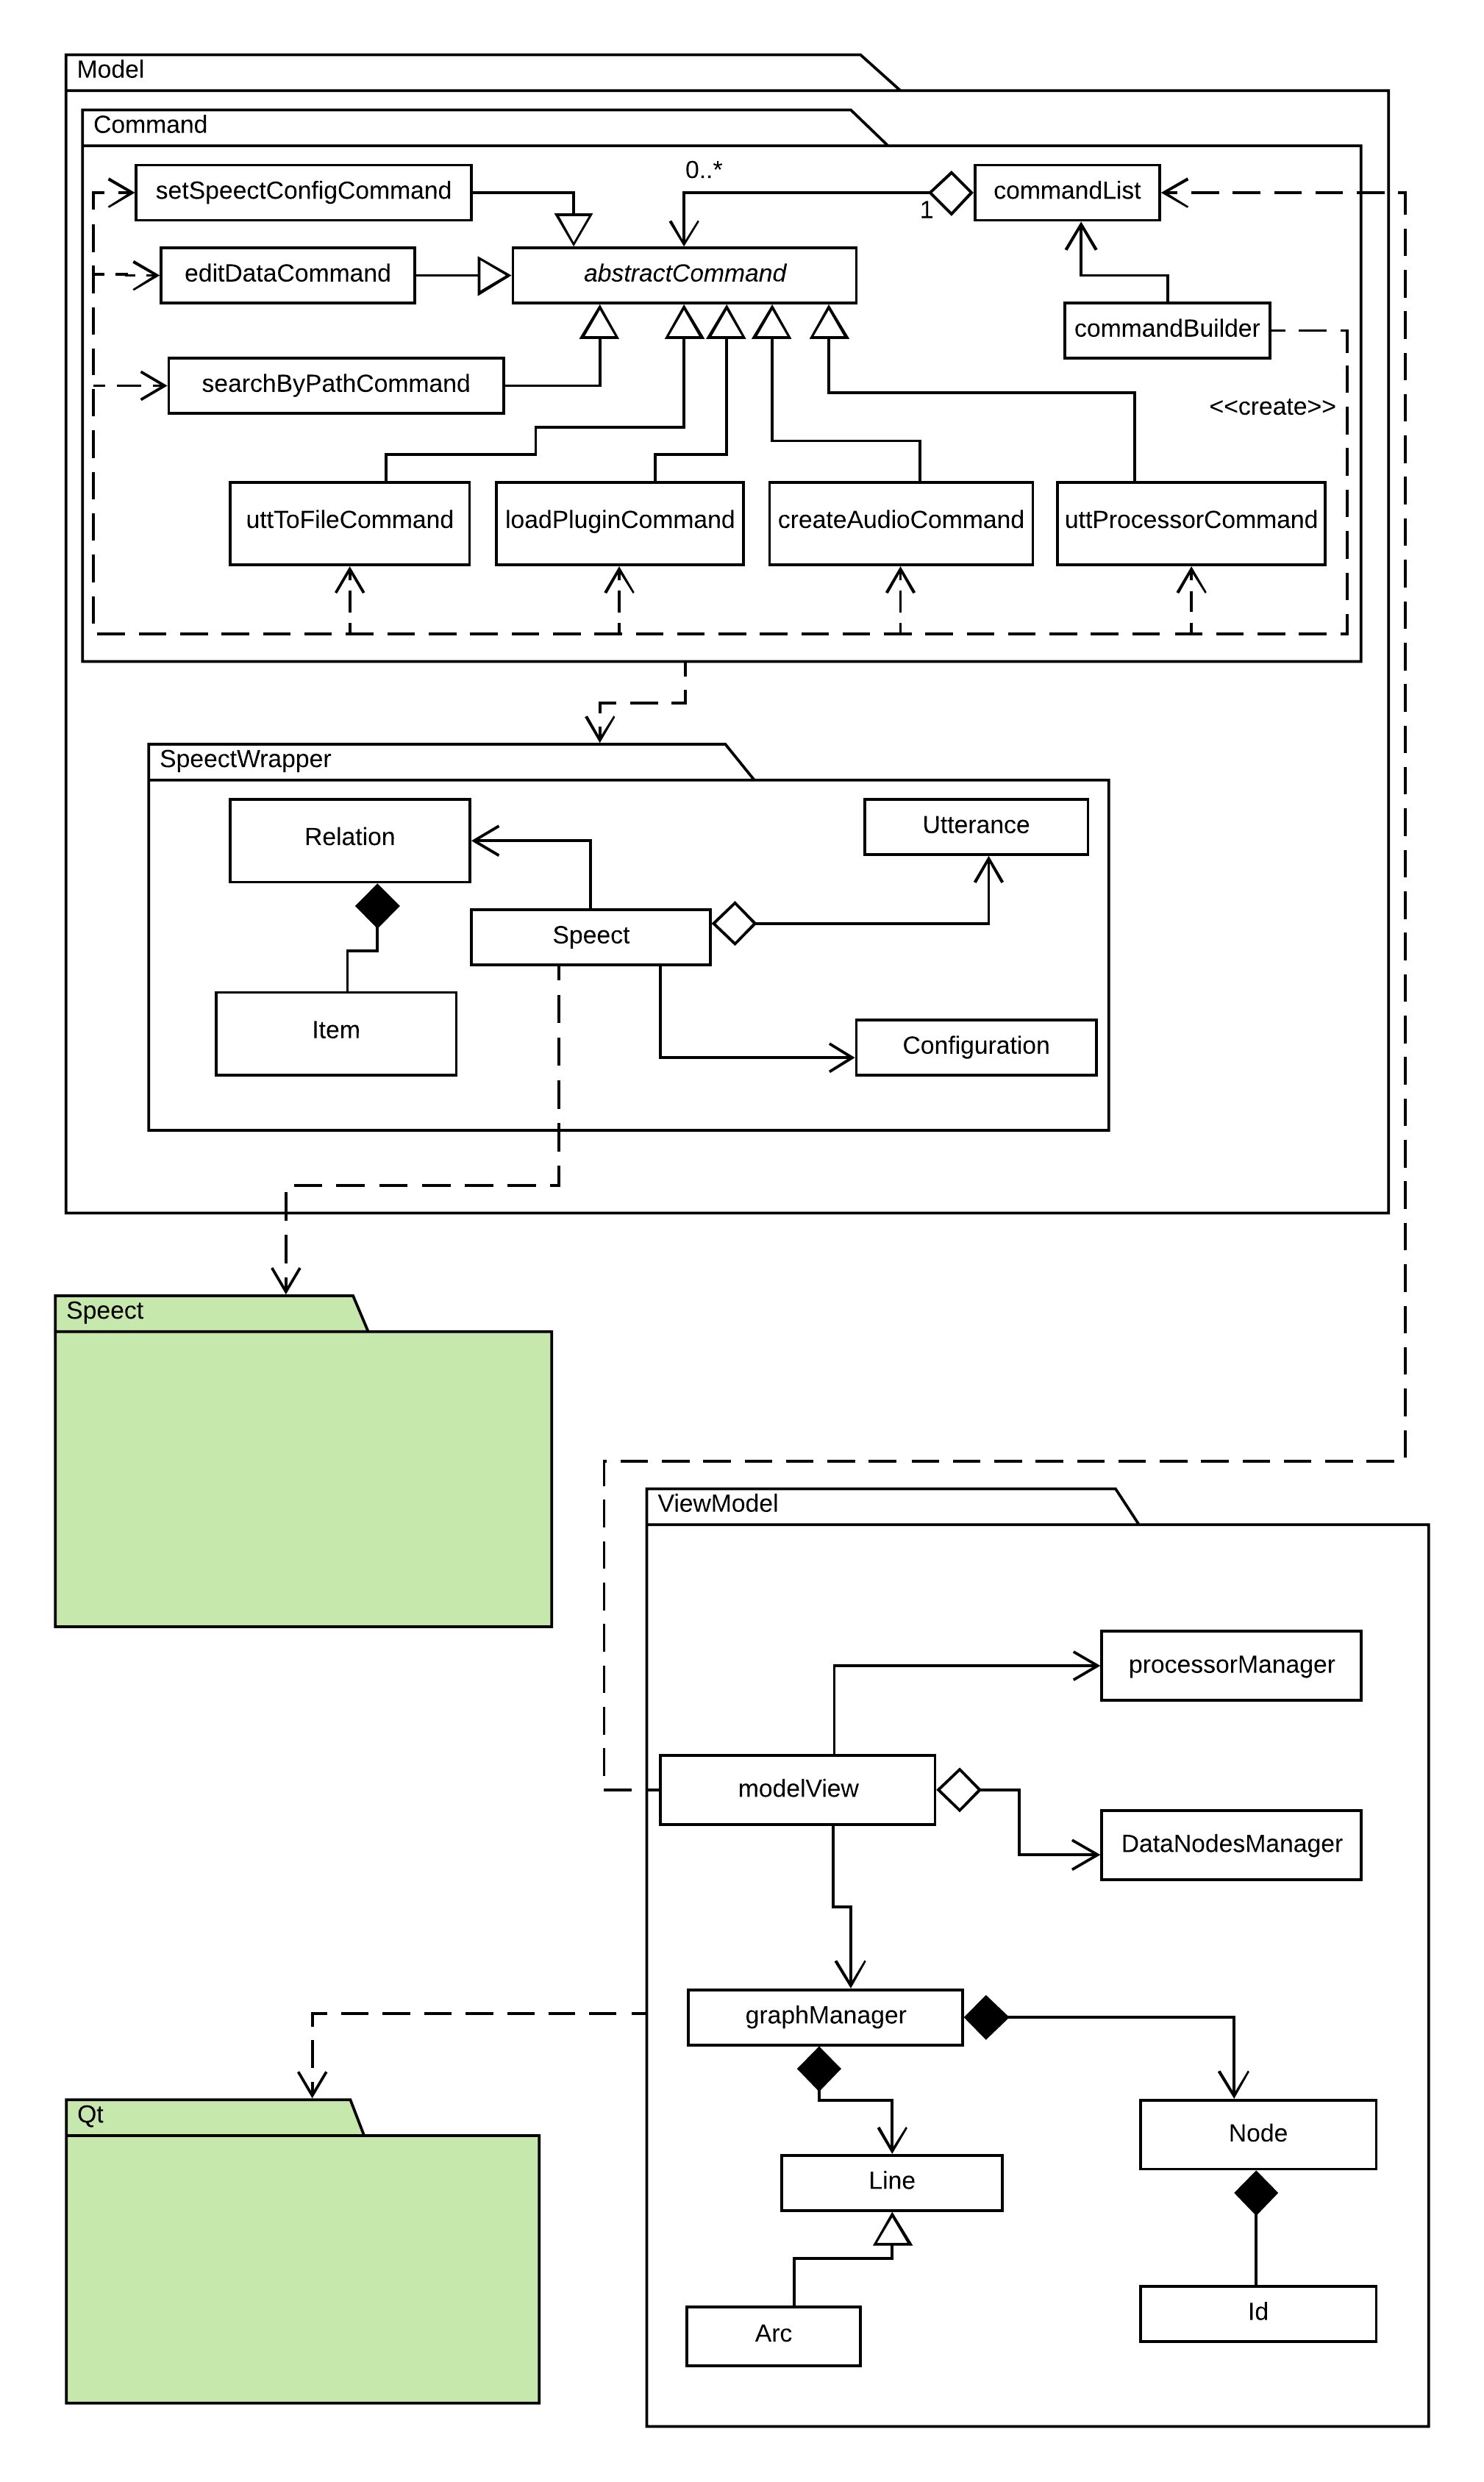 Model
Command
0..*
setSpeectConfigCommand
commandList
1
editDataCommand
abstractCommand
commandBuilder
searchByPathCommand
<<create>>
uttToFileCommand
loadPluginCommand
createAudioCommand
uttProcessorCommand
SpeectWrapper
Relation
Utterance
Speect
Item
Configuration
Speect
ViewModel
processorManager
modelView
DataNodesManager
graphManager
Qt
Node
Line
Id
Arc